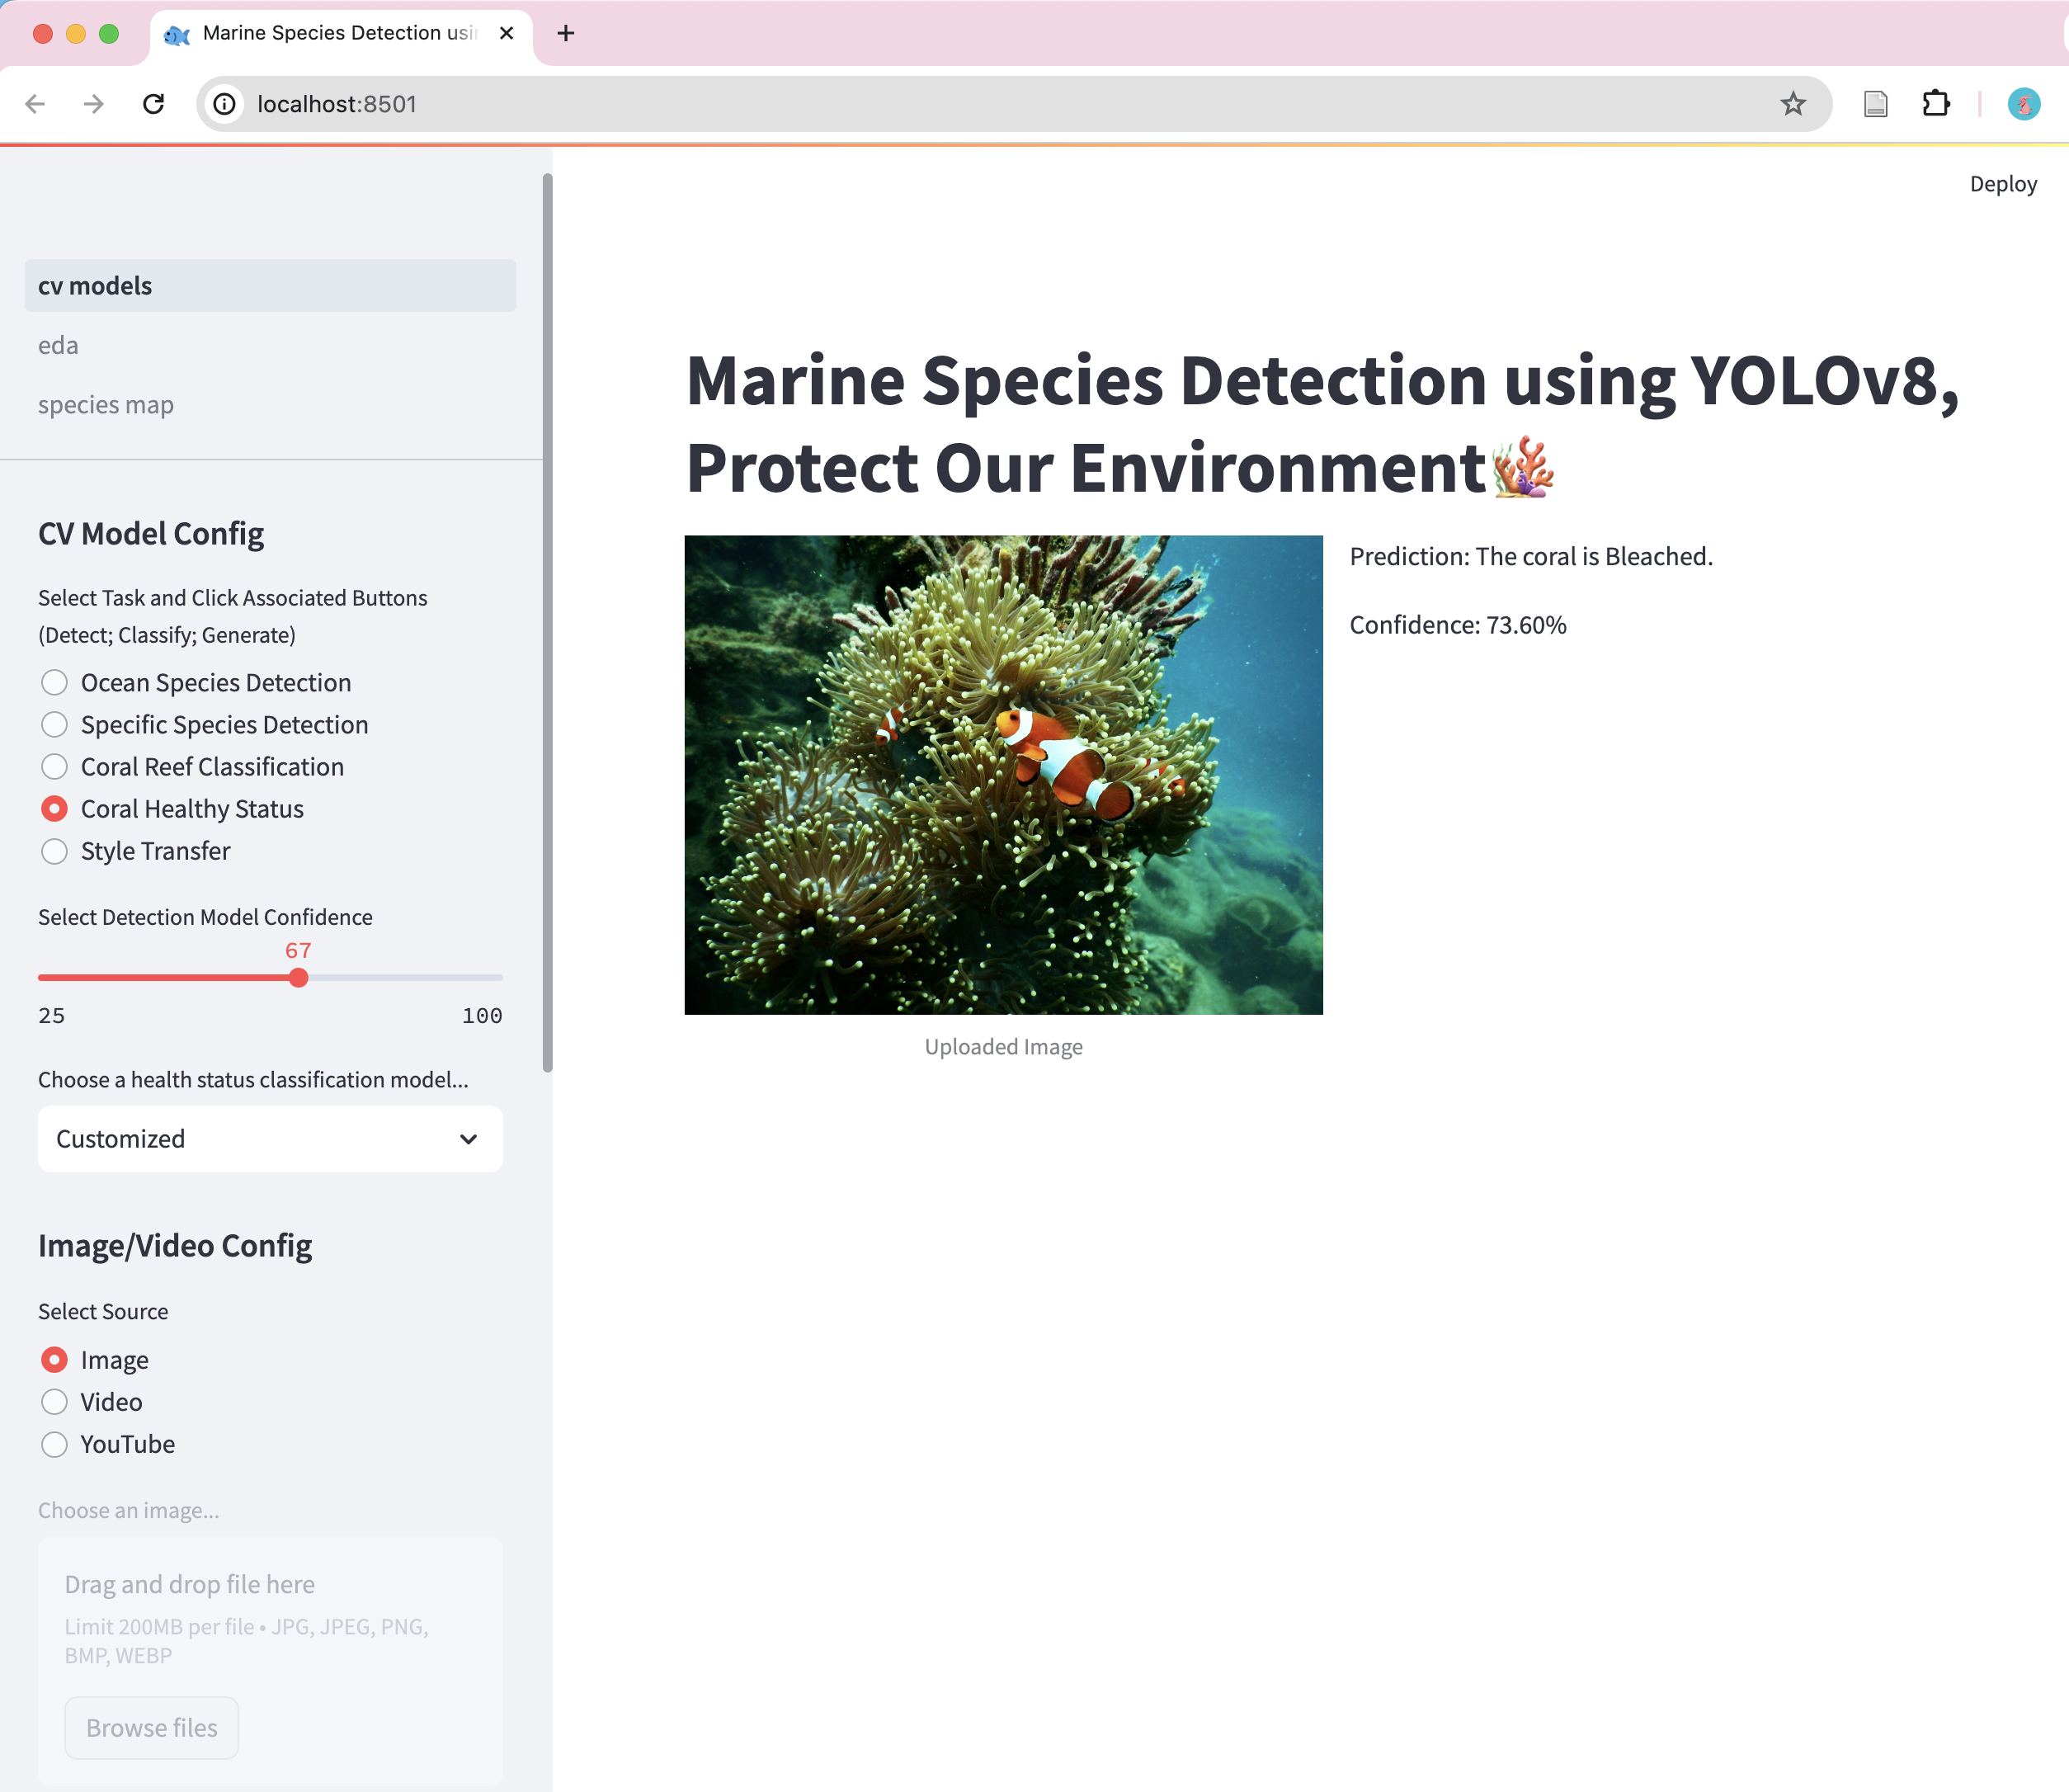 Marine Species Detection usi
localhost:8501
Deploy
cv models
eda
species map
CV Model Config
Select Task and Click Associated Buttons
(Detect; Classify; Generate)
Ocean Species Detection
Specific Species Detection
Coral Reef Classification
Coral Healthy Status
Style Transfer
Select Detection Model Confidence
67
25 100
Choose a health status classification model...
Customized
Image/Video Config
Select Source
Image
Video
YouTube
Choose an image...
Drag and drop file here
Limit 200MB per file • JPG, JPEG, PNG,
BMP, WEBP
Browse files
Marine Species Detection using YOLOv8,
Protect Our Environment
Prediction: The coral is Bleached.
Confidence: 73.60%
Uploaded Image